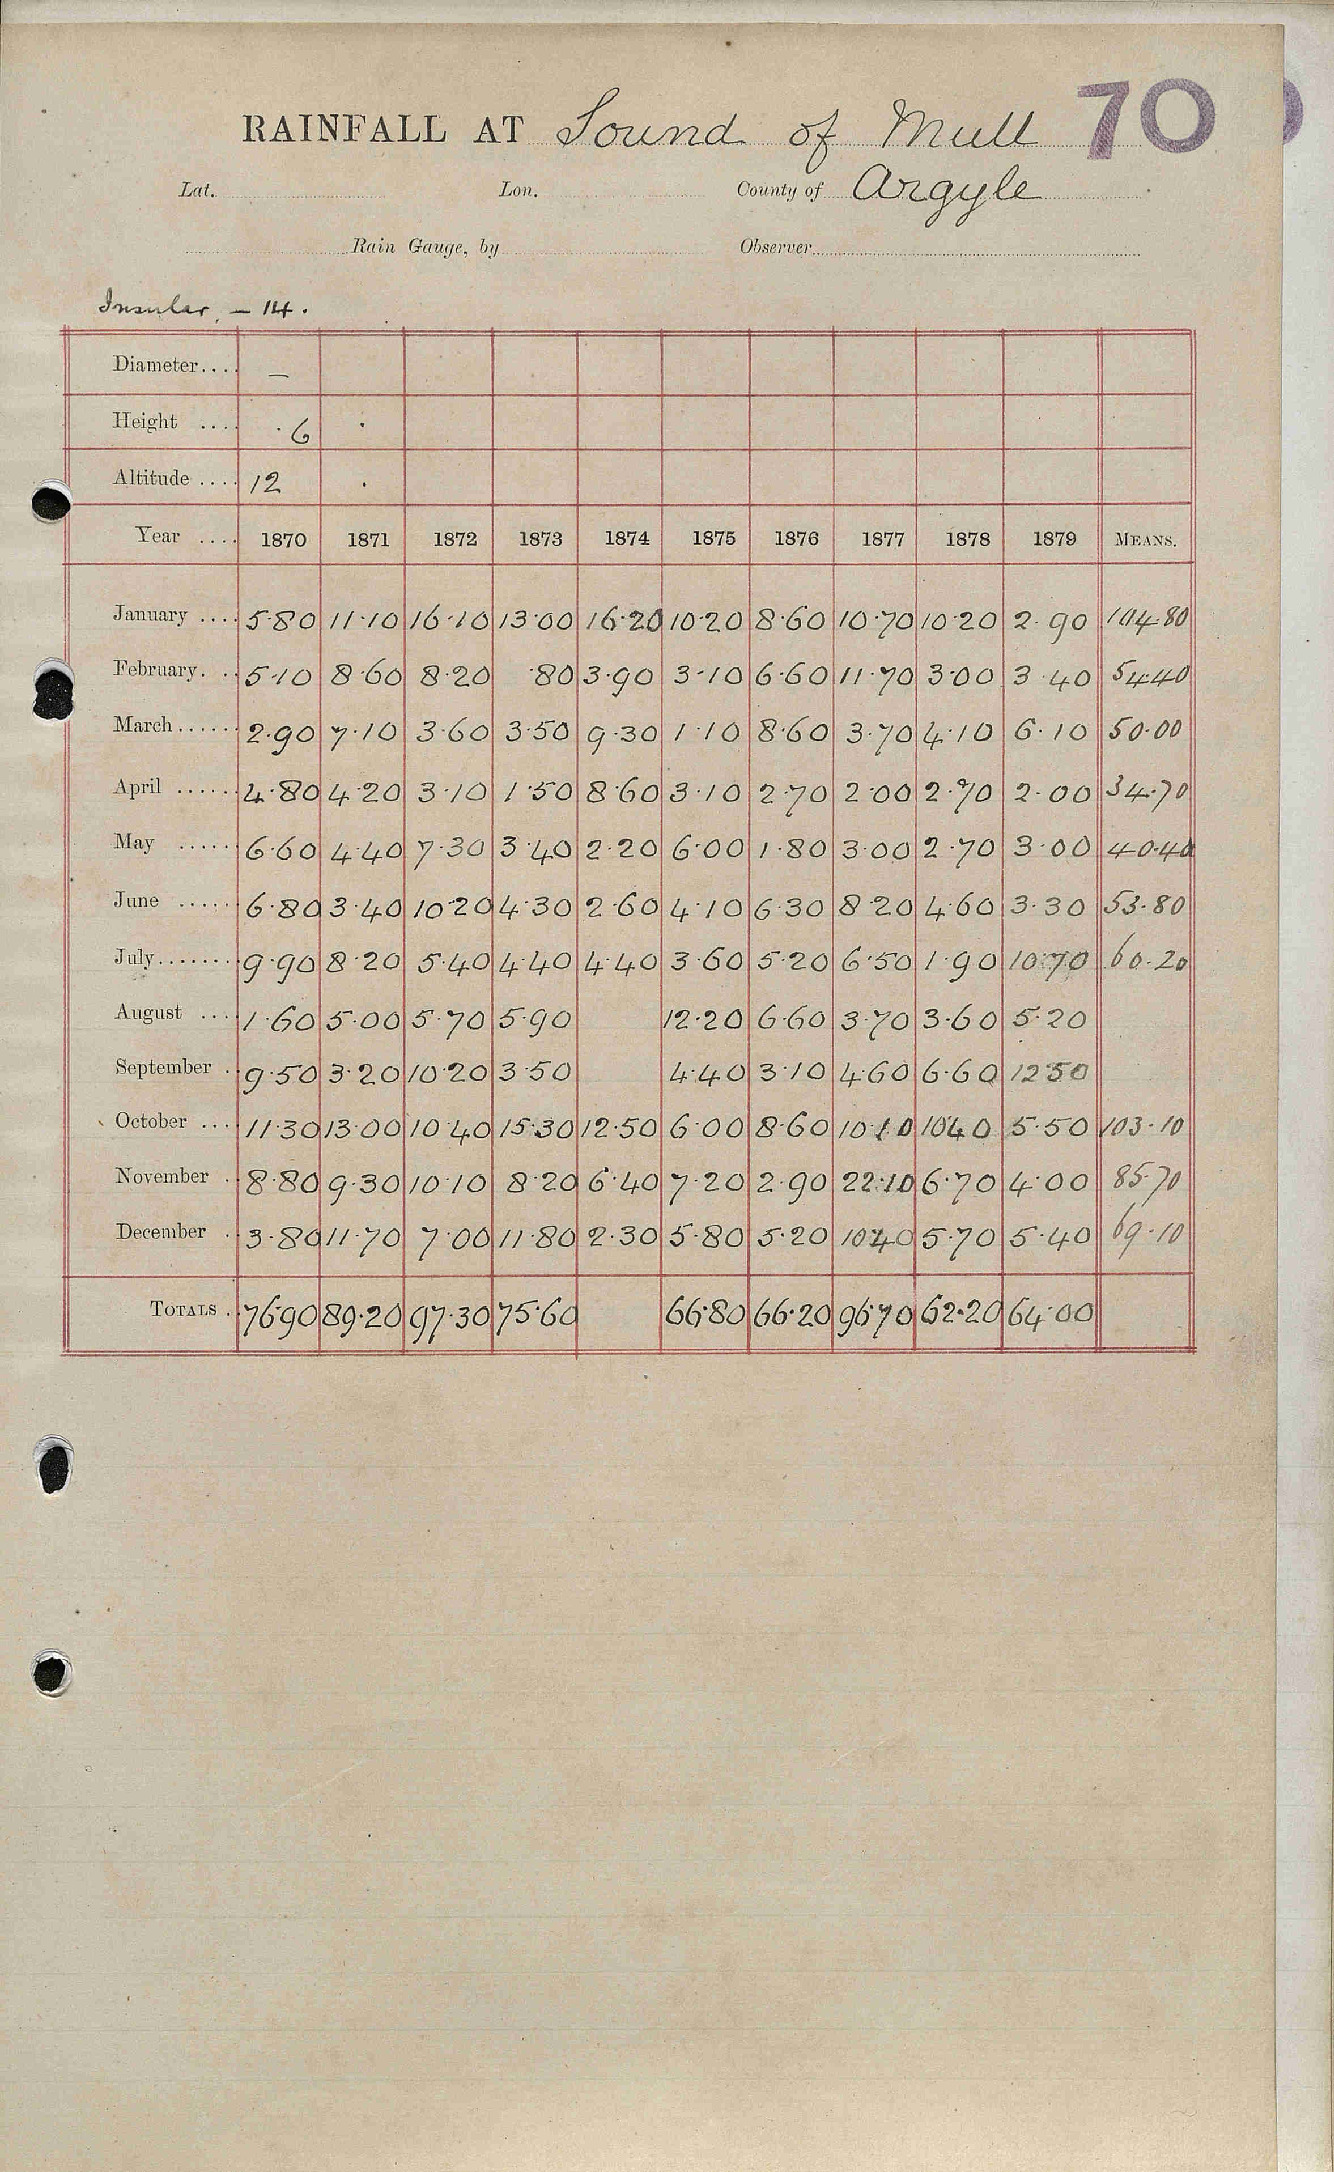 RAINFALL AT Sound of Mull 70
Lat. Lon. County of Argyle
Rain Gauge, by Observer
Insular, - 14.
Diameter.... —
Height .... ·6
Altitude .... 12
Year .... 1870 1871 1872 1873 1874 1875 1876 1877 1878 1879 MEANS.
January .... 5·80 11·10 16·10 13·00 16·20 10·20 8·60 10·70 10·20 2·90 104·80
February... 5·10 8·60 8·20 ·80 3·90 3·10 6·60 11·70 3·00 3·40 54·40
March...... 2·90 7·10 3·60 3·50 9·30 1·10 8·60 3·70 4·10 6·10 50·00
April ...... 4·80 4·20 3·10 1·50 8·60 3·10 2·70 2·00 2·70 2·00 34·70
May ...... 6·60 4·40 7·30 3·40 2·20 6·00 1·80 3·00 2·70 3·00 40·40
June ...... 6·80 3·40 10·20 4·30 2·60 4·10 6·30 8·20 4·60 3·30 53·80
July........ 9·90 8·20 5·40 4·40 4·40 3·60 5·20 6·50 1·90 10·70 60·20
August .... 1·60 5·00 5·70 5·90 12·20 6·60 3·70 3·60 5·20
September .. 9·50 3·20 10·20 3·50 4·40 3·10 4·60 6·60 12·50
October .... 11·30 13·00 10·40 15·30 12·50 6·00 8·60 10·10 10·40 5·50 103·10
November .. 8·80 9·30 10·10 8·20 6·40 7·20 2·90 22·10 6·70 4·00 85·70
December .. 3·80 11·70 7·00 11·80 2·30 5·80 5·20 10·40 5·70 5·40 69·10
TOTALS .. 76·90 89·20 97·30 75·60 66·80 66·20 96·70 62·20 64·00